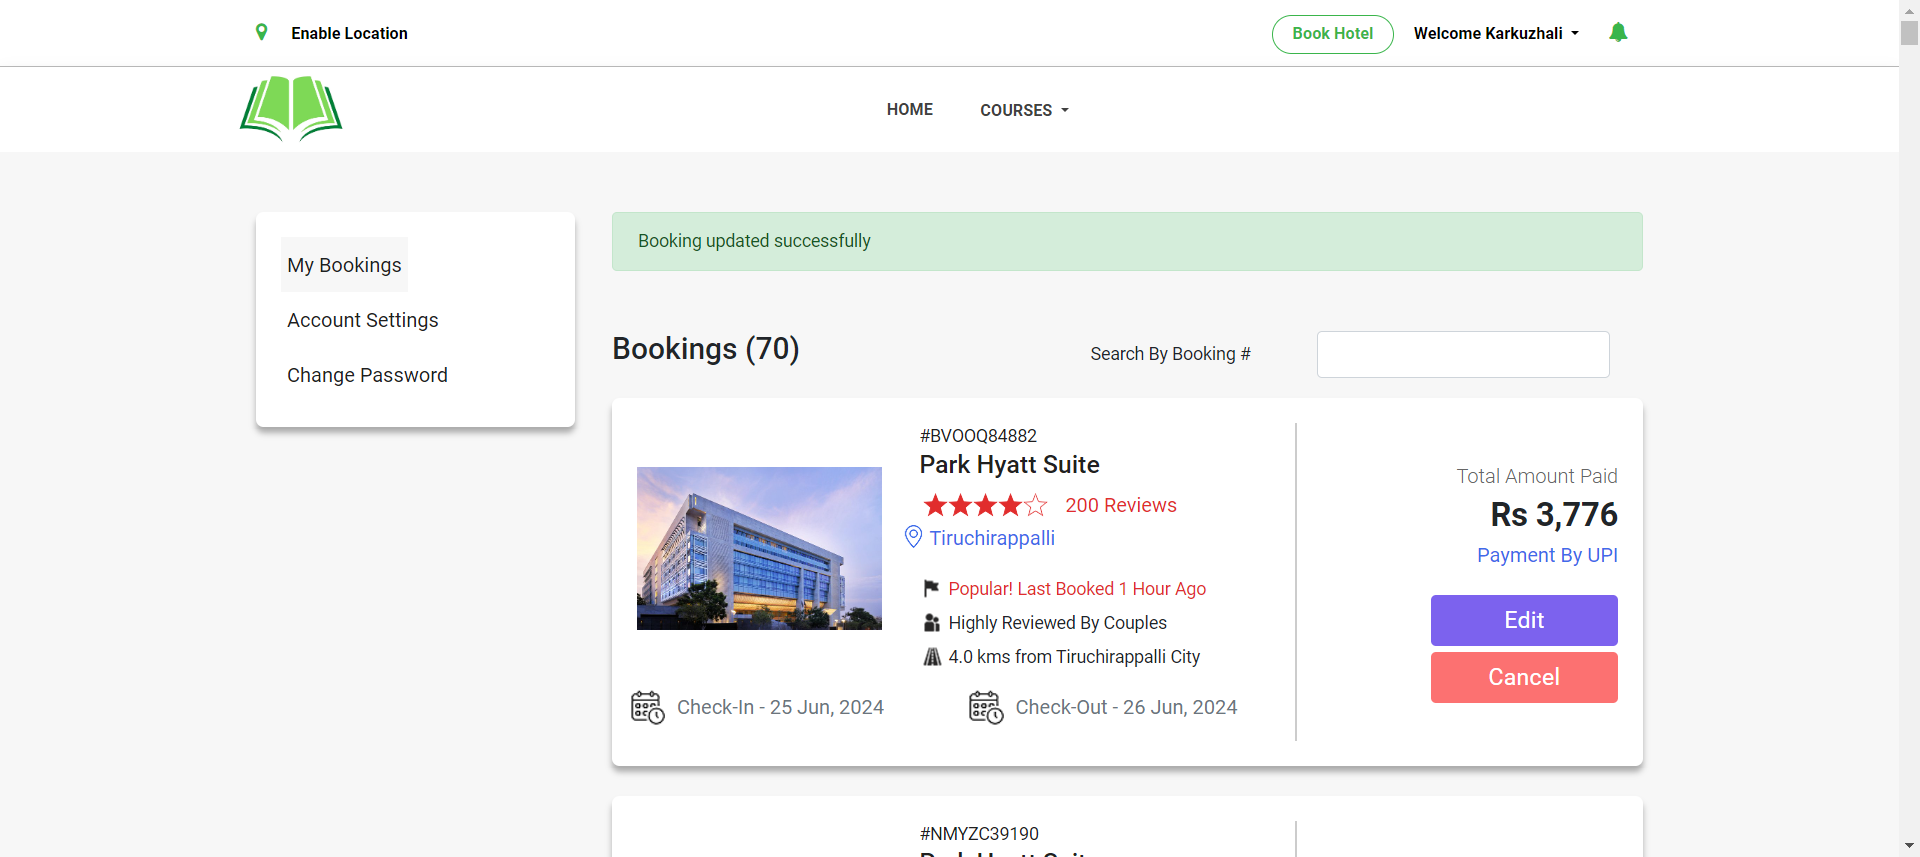 Enable Location
Book Hotel
Welcome Karkuzhali
HOME
COURSES
My Bookings
Account Settings
Change Password
Booking updated successfully
Bookings (70)
Search By Booking #
#BVOOQ84882
Park Hyatt Suite
200 Reviews
Tiruchirappalli
Popular! Last Booked 1 Hour Ago
Highly Reviewed By Couples
4.0 kms from Tiruchirappalli City
Check-In - 25 Jun, 2024
Check-Out - 26 Jun, 2024
Total Amount Paid
Rs 3,776
Payment By UPI
Edit
Cancel
#NMYZC39190
Park Hyatt Suite